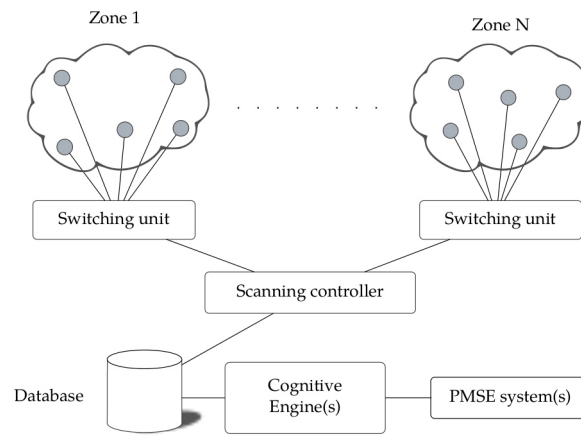 Zone 1
Zone N
Switching unit
Switching unit
Scanning controller
Database
Cognitive
Engine(s)
PMSE system(s)